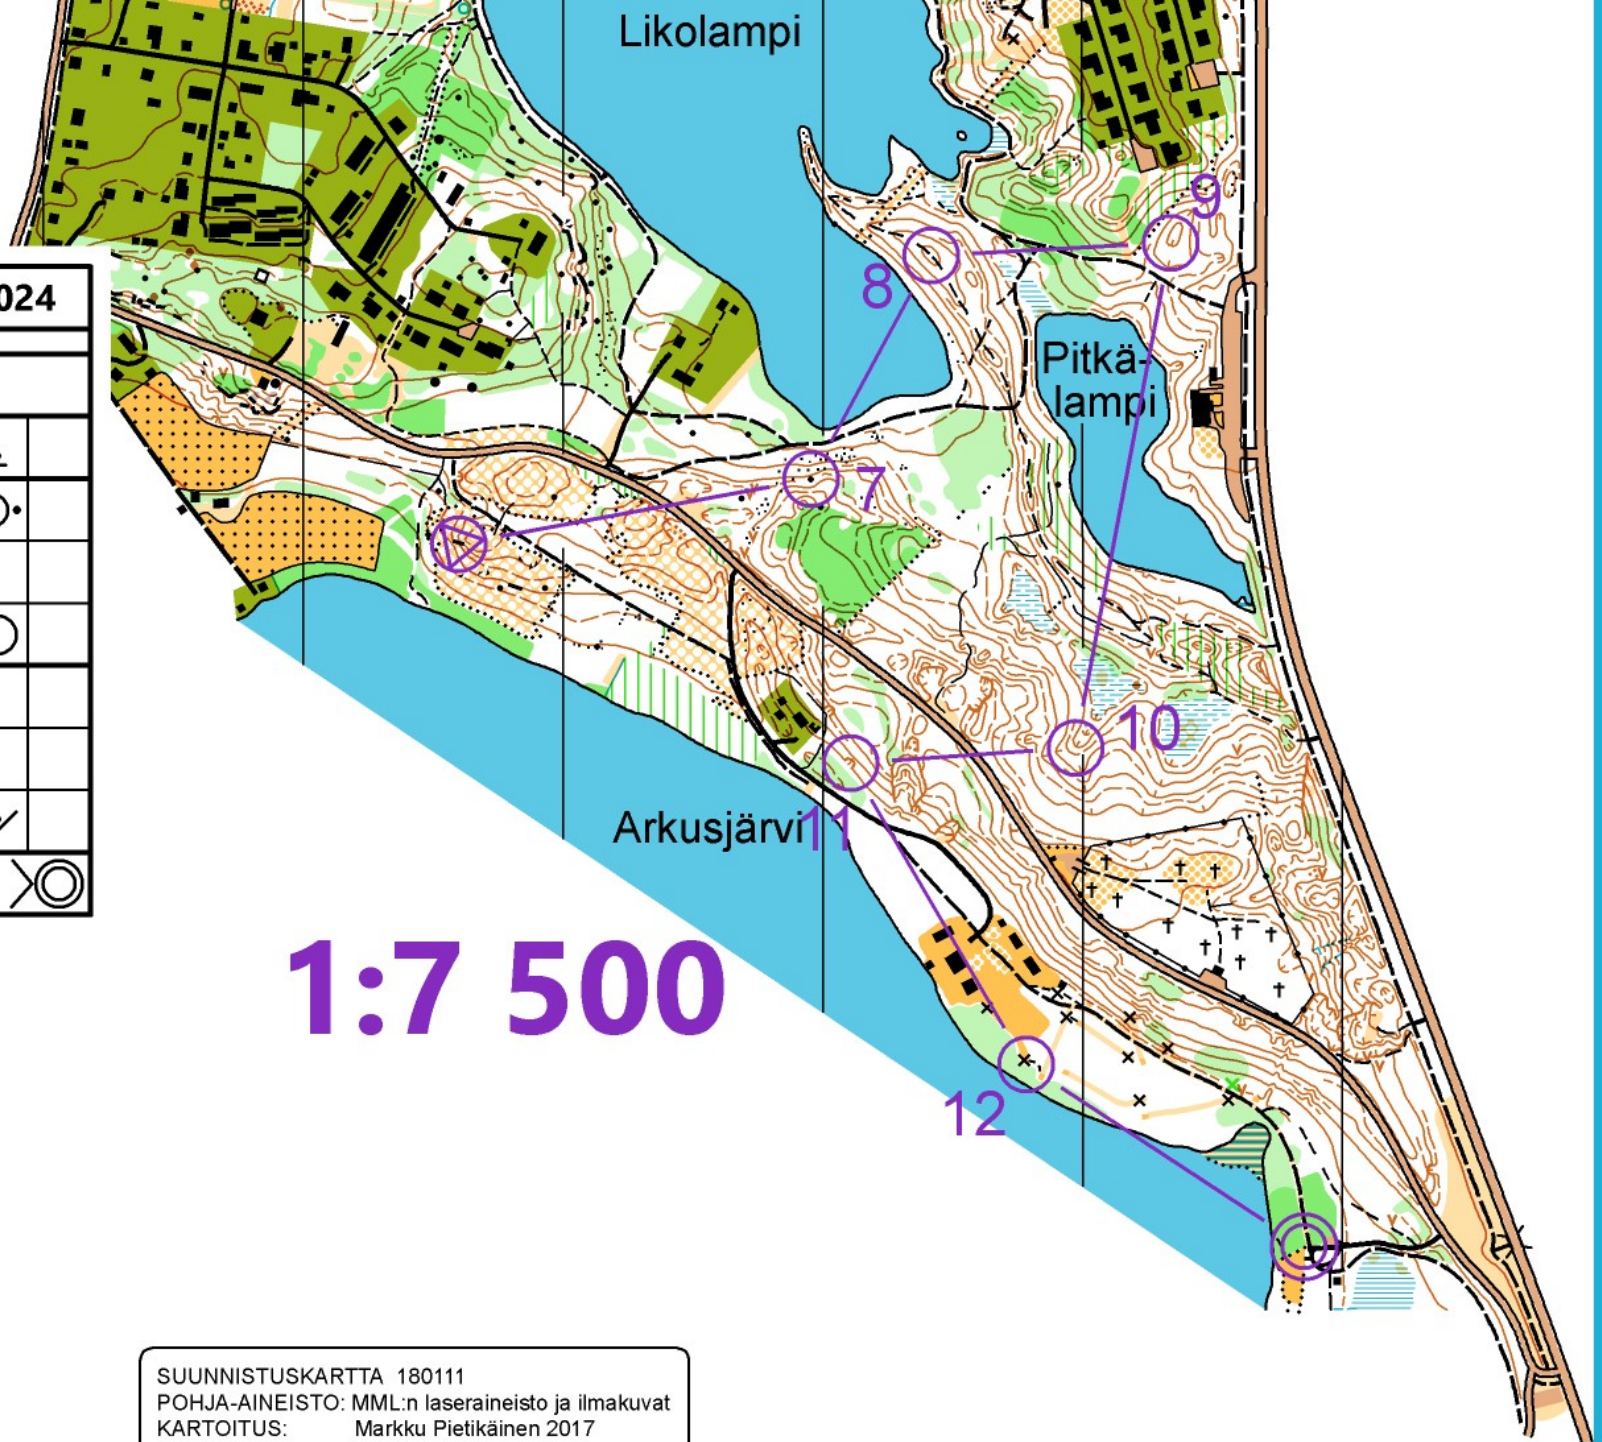 Likolampi
9
8
024
Pitkä-
lampi
7
10
Arkusjärvi
11
1:7 500
12
SUUNNISTUSKARTTA 180111
POHJA-AINEISTO: MML:n laseraineisto ja ilmakuvat
KARTOITUS: Markku Pietikäinen 2017